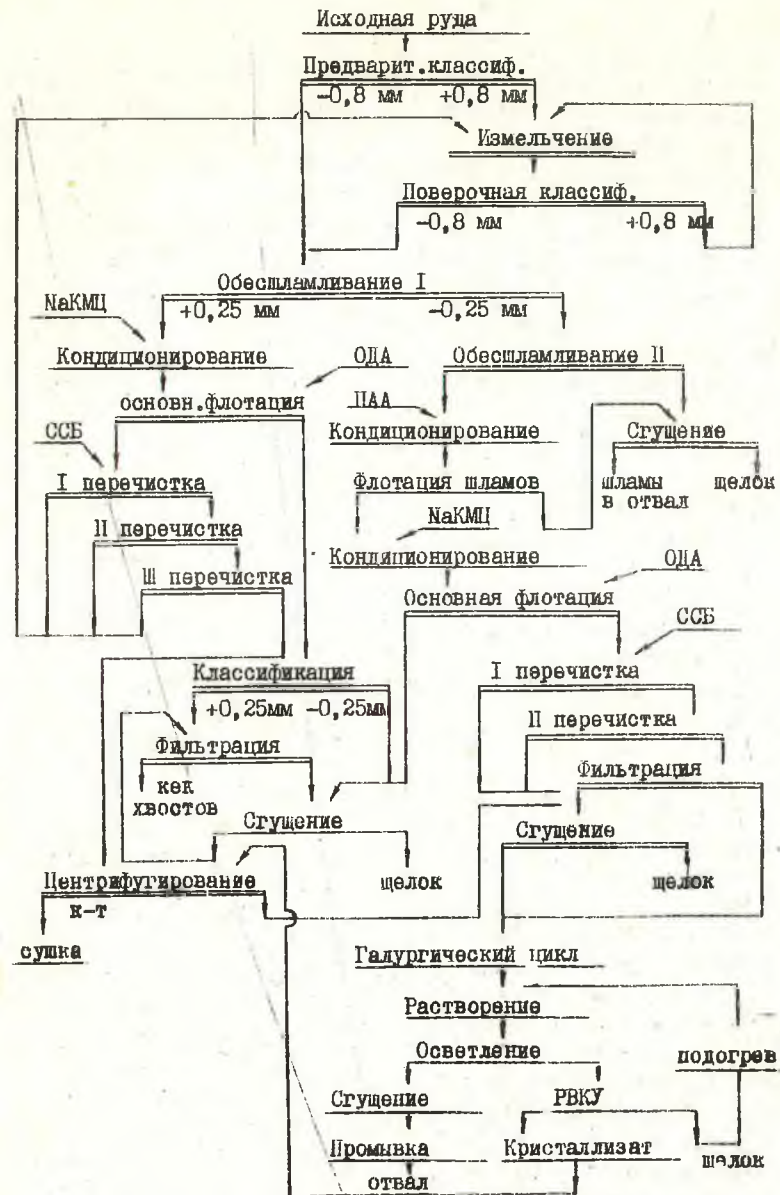 Исходная руда
Предварит.классиф.
-0,8 мм +0,8 мм
Измельчение
Поверочная классиф.
-0,8 мм +0,8 мм
Обесшламливание I
NaКМЦ
+0,25 мм -0,25 мм
Кондиционирование
ОДА
Обесшламливание II
основн.флотация
ПАА
ССБ
Кондиционирование
Сгущение
I перечистка
Флотация шламов
шламы в отвал
щелок
II перечистка
NaКМЦ
Кондиционирование
III перечистка
ОДА
Основная флотация
ССБ
Классификация
I перечистка
+0,25мм -0,25мм
II перечистка
Фильтрация
Фильтрация
кек
хвостов
Сгущение
Сгущение
Центрифугирование
щелок
щелок
к-т
сушка
Галургический цикл
Растворение
Осветление
подогрев
Сгущение
РВКУ
Промывка
Кристаллизат
щелок
отвал